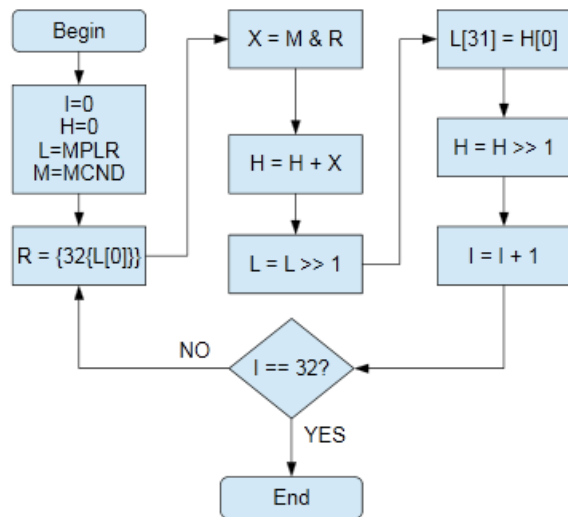 Begin
I=0
H=0
L=MPLR
M=MCND
R = {32{L[0]}}
X = M & R
H = H + X
L = L >> 1
L[31] = H[0]
H = H >> 1
I = I + 1
I == 32?
NO
YES
End